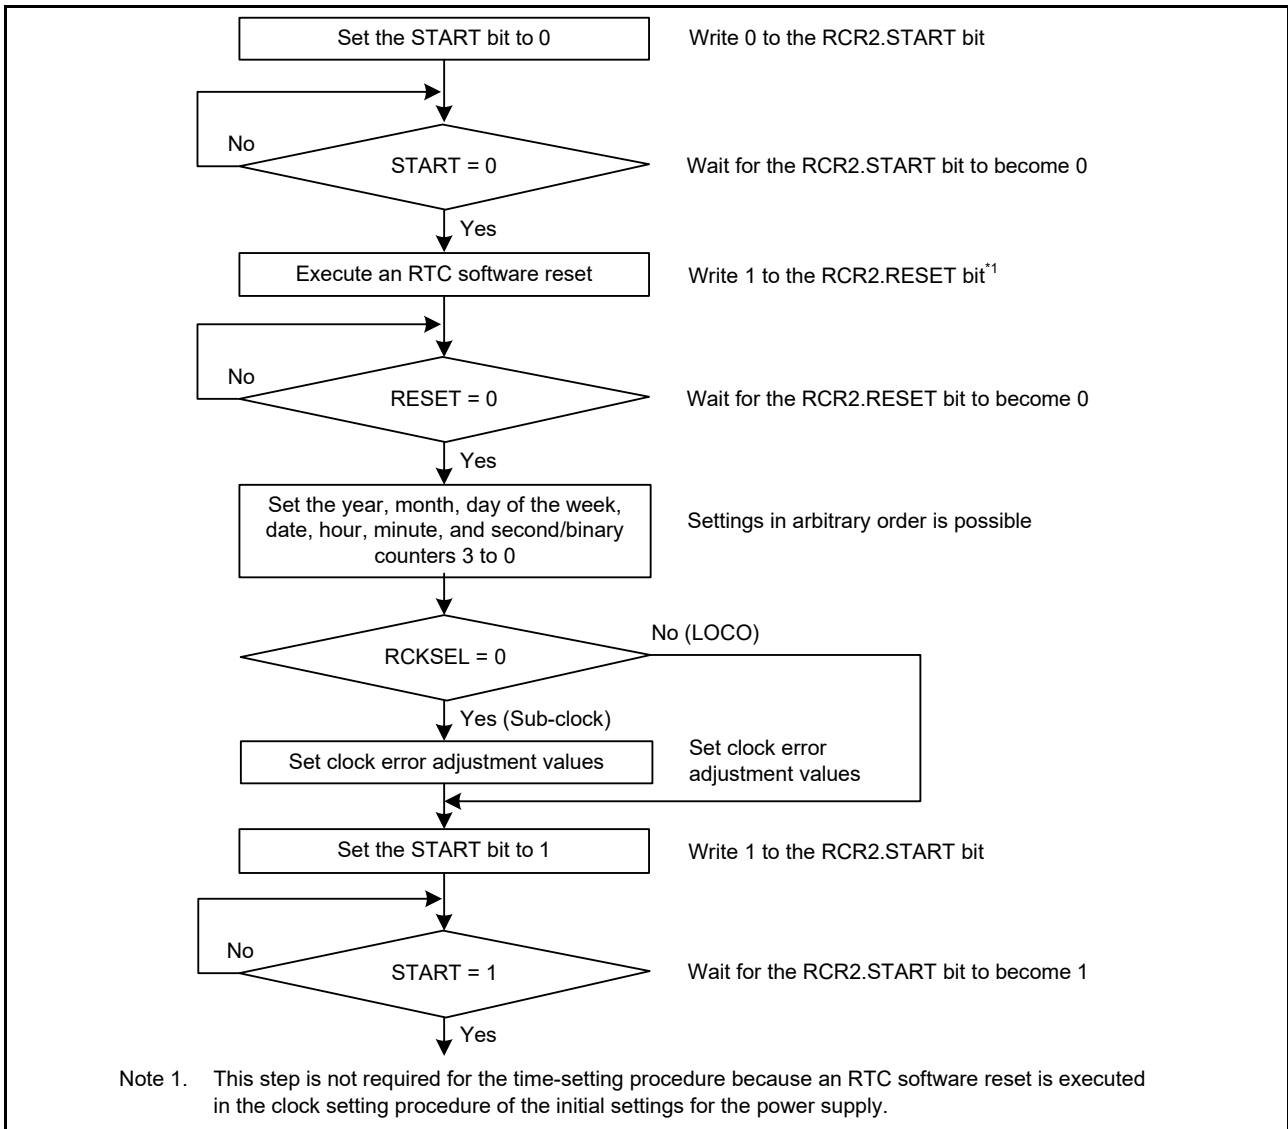 Set the START bit to 0
Write 0 to the RCR2.START bit
No
START = 0
Wait for the RCR2.START bit to become 0
Yes
Execute an RTC software reset
Write 1 to the RCR2.RESET bit*1
No
RESET = 0
Wait for the RCR2.RESET bit to become 0
Yes
Set the year, month, day of the week,
date, hour, minute, and second/binary
counters 3 to 0
Settings in arbitrary order is possible
No (LOCO)
RCKSEL = 0
Yes (Sub-clock)
Set clock error adjustment values
Set clock error
adjustment values
Set the START bit to 1
Write 1 to the RCR2.START bit
No
START = 1
Wait for the RCR2.START bit to become 1
Yes
Note 1. This step is not required for the time-setting procedure because an RTC software reset is executed
in the clock setting procedure of the initial settings for the power supply.